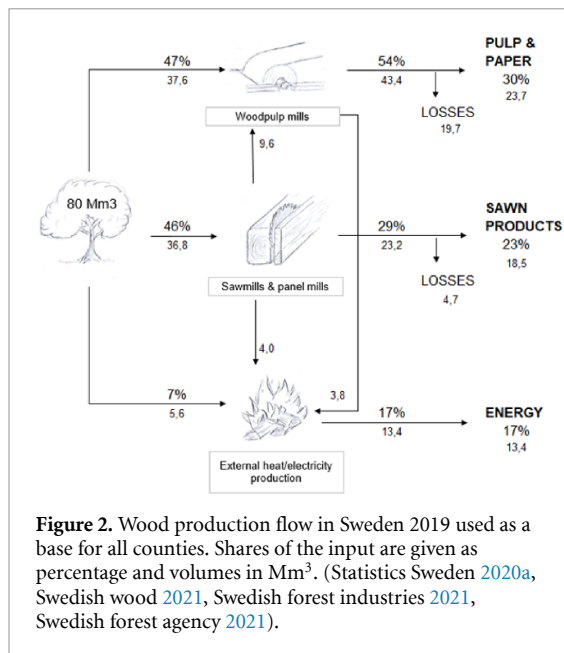 47%
37,6
54%
43,4
PULP &
PAPER
30%
23,7
LOSSES
19,7
Woodpulp mills
9,6
80 Mm3
46%
36,8
29%
23,2
SAWN
PRODUCTS
23%
18,5
LOSSES
4,7
Sawmills & panel mills
4,0
7%
5,6
3,8
17%
13,4
ENERGY
17%
13,4
External heat/electricity
production
Figure 2. Wood production flow in Sweden 2019 used as a
base for all counties. Shares of the input are given as
percentage and volumes in Mm³. (Statistics Sweden 2020a,
Swedish wood 2021, Swedish forest industries 2021,
Swedish forest agency 2021).